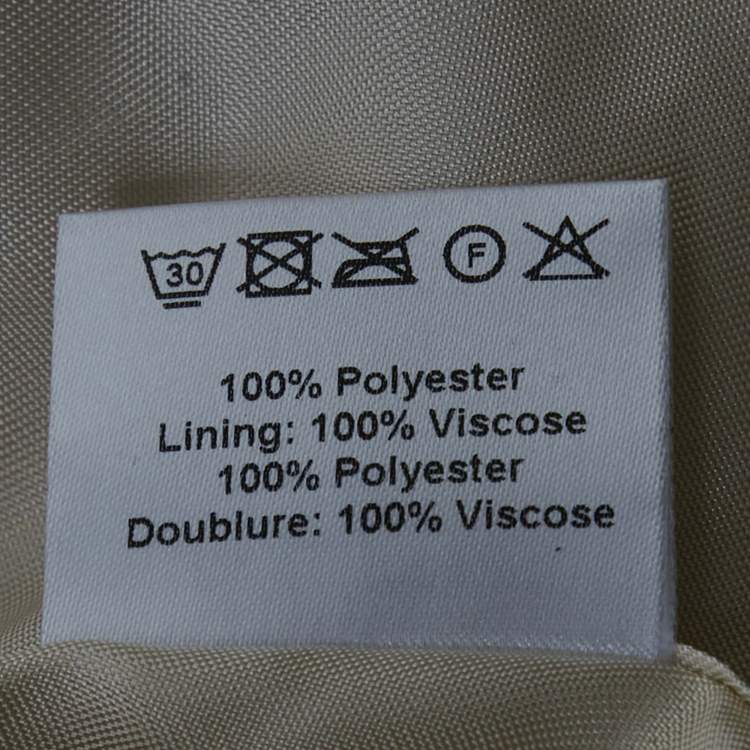 30 F
100% Polyester
Lining: 100% Viscose
100% Polyester
Doublure: 100% Viscose